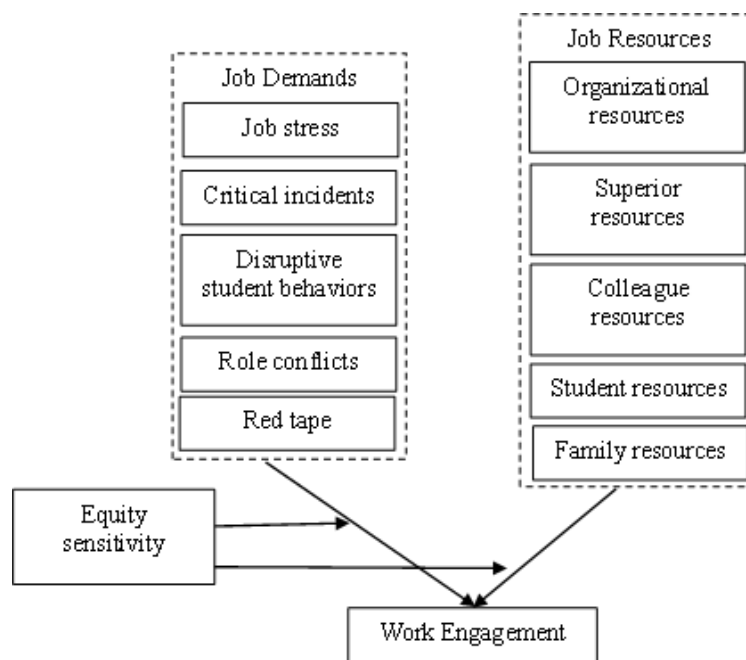 Job Demands
Job stress
Critical incidents
Disruptive
student behaviors
Role conflicts
Red tape
Job Resources
Organizational
resources
Superior
resources
Colleague
resources
Student resources
Family resources
Equity
sensitivity
Work Engagement